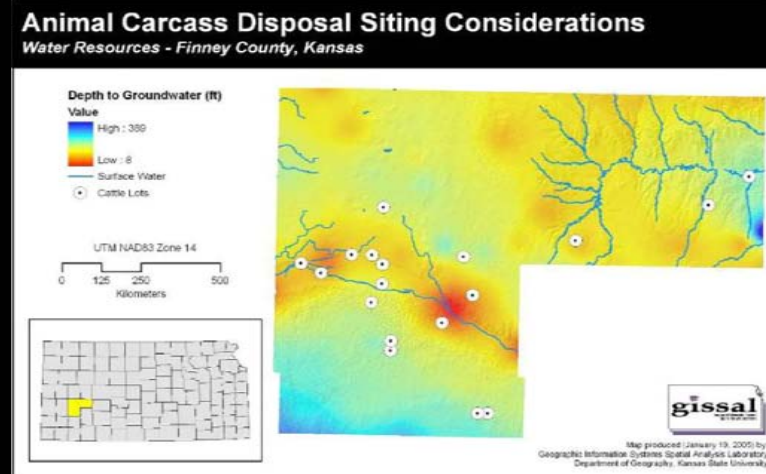 Animal Carcass Disposal Siting Considerations
Water Resources - Finney County, Kansas
Depth to Groundwater (ft)
Value
High : 389
Low : 8
Surface Water
Cattle Lots
UTM NAD83 Zone 14
0 125 250 500
Kilometers
gissal
Map produced (January 19, 2005) by
Geographic Information Systems Spatial Analysis Laboratory
Department of Geography, Kansas State University